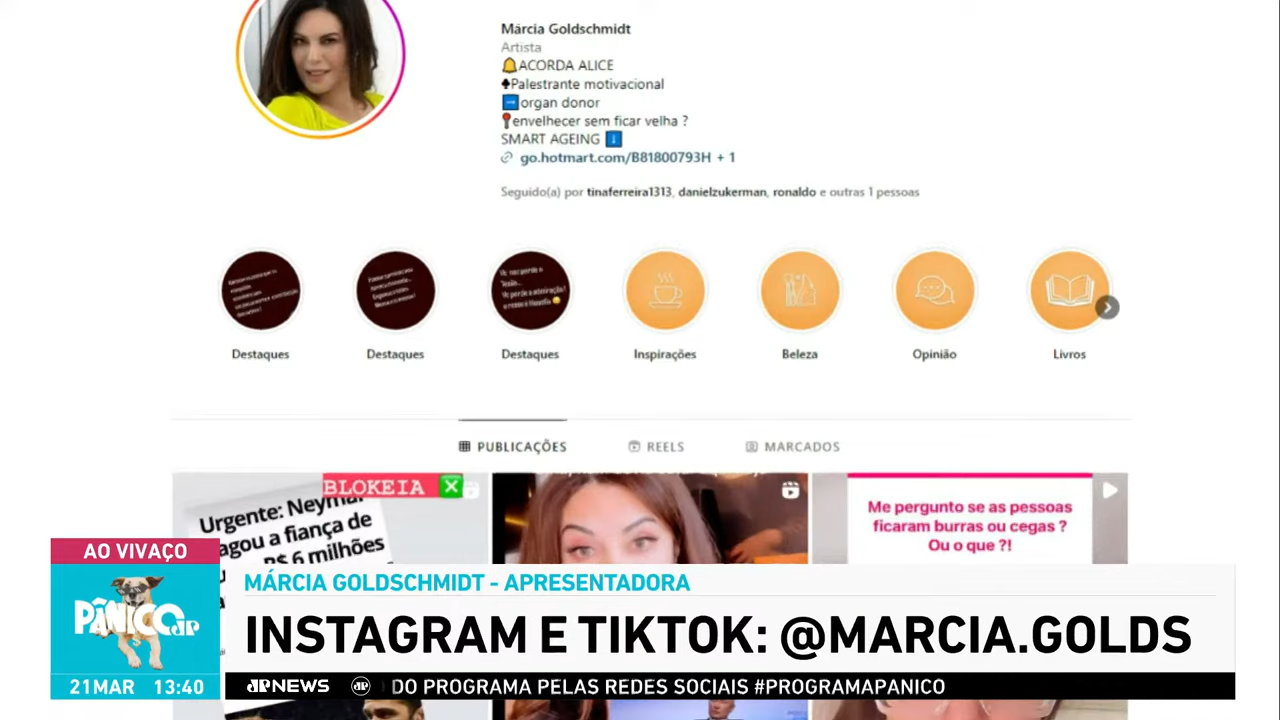 Márcia Goldschmidt
Artista
🔔ACORDA ALICE
♣Palestrante motivacional
➡organ donor
📍envelhecer sem ficar velha ?
SMART AGEING ⬇
go.hotmart.com/B81800793H + 1
Seguido(a) por tinaferreira1313, danielzukerman, ronaldo e outras 1 pessoas
Destaques
Destaques
Destaques
Inspirações
Beleza
Opinião
Livros
PUBLICAÇÕES
REELS
MARCADOS
BLOKEIA
Urgente: Neymar
agou a fiança de
R$ 6 milhões
Me pergunto se as pessoas
ficaram burras ou cegas ?
Ou o que ?!
AO VIVAÇO
PÂNICO JP
21MAR 13:40
MÁRCIA GOLDSCHMIDT - APRESENTADORA
INSTAGRAM E TIKTOK: @MARCIA.GOLDS
JP NEWS
JP
DO PROGRAMA PELAS REDES SOCIAIS #PROGRAMAPANICO